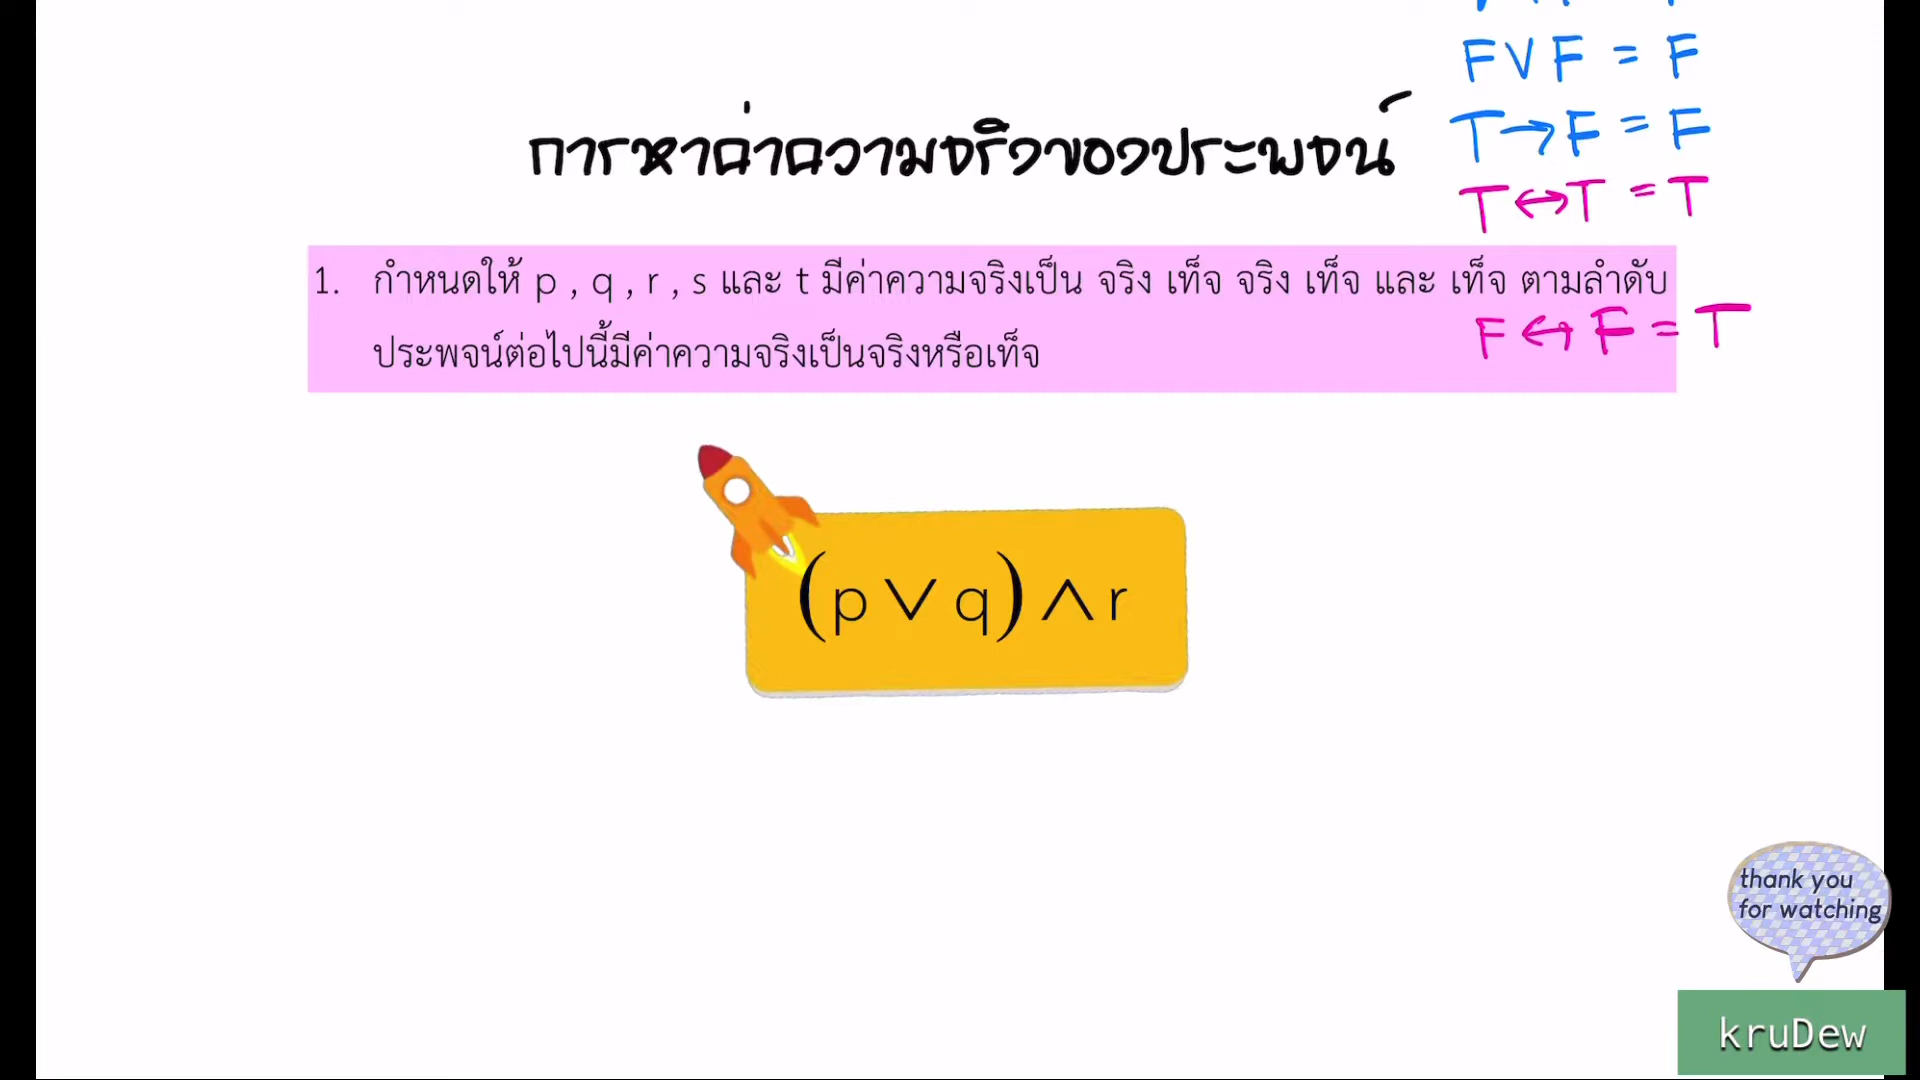 FVF = F
T→F = F
การหาค่าความจริงของประพจน์
T↔T = T
1. กำหนดให้ p , q , r , s และ t มีค่าความจริงเป็น จริง เท็จ จริง เท็จ และ เท็จ ตามลำดับ
F↔F = T
ประพจน์ต่อไปนี้มีค่าความจริงเป็นจริงหรือเท็จ
(p∨q)∧r
thank you
for watching
kruDew